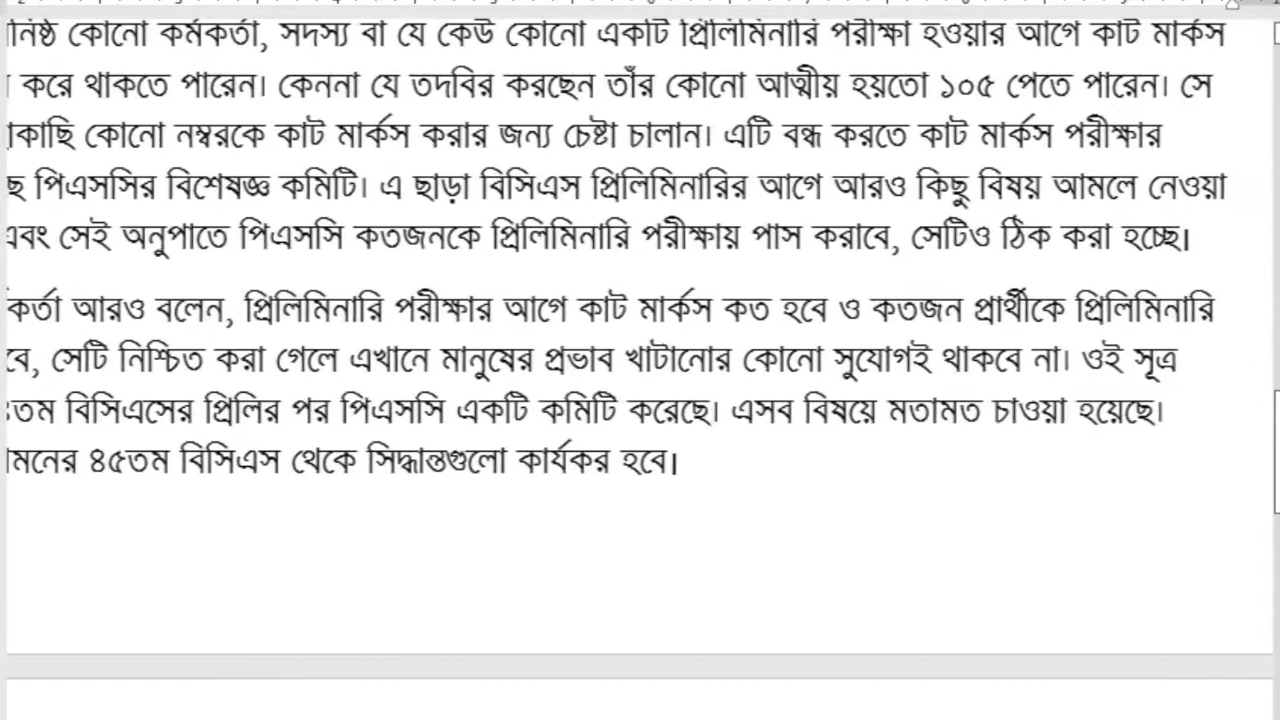 কোনো কর্মকর্তা, সদস্য বা যে কেউ কোনো একটি প্রিলিমিনারি পরীক্ষা হওয়ার আগে কাট মার্কস
করে থাকতে পারেন। কেননা যে তদবির করছেন তাঁর কোনো আত্মীয় হয়তো ১০৫ পেতে পারেন। সে
কোনো নম্বরকে কাট মার্কস করার জন্য চেষ্টা চালান। এটি বন্ধ করতে কাট মার্কস পরীক্ষার
ছে পিএসসির বিশেষজ্ঞ কমিটি। এ ছাড়া বিসিএস প্রিলিমিনারির আগে আরও কিছু বিষয় আমলে নেওয়া
এবং সেই অনুপাতে পিএসসি কতজনকে প্রিলিমিনারি পরীক্ষায় পাস করাবে, সেটিও ঠিক করা হচ্ছে।
কর্তা আরও বলেন, প্রিলিমিনারি পরীক্ষার আগে কাট মার্কস কত হবে ও কতজন প্রার্থীকে প্রিলিমিনারি
বে, সেটি নিশ্চিত করা গেলে এখানে মানুষের প্রভাব খাটানোর কোনো সুযোগই থাকবে না। ওই সূত্র
তম বিসিএসের প্রিলির পর পিএসসি একটি কমিটি করেছে। এসব বিষয়ে মতামত চাওয়া হয়েছে।
৪৫তম বিসিএস থেকে সিদ্ধান্তগুলো কার্যকর হবে।